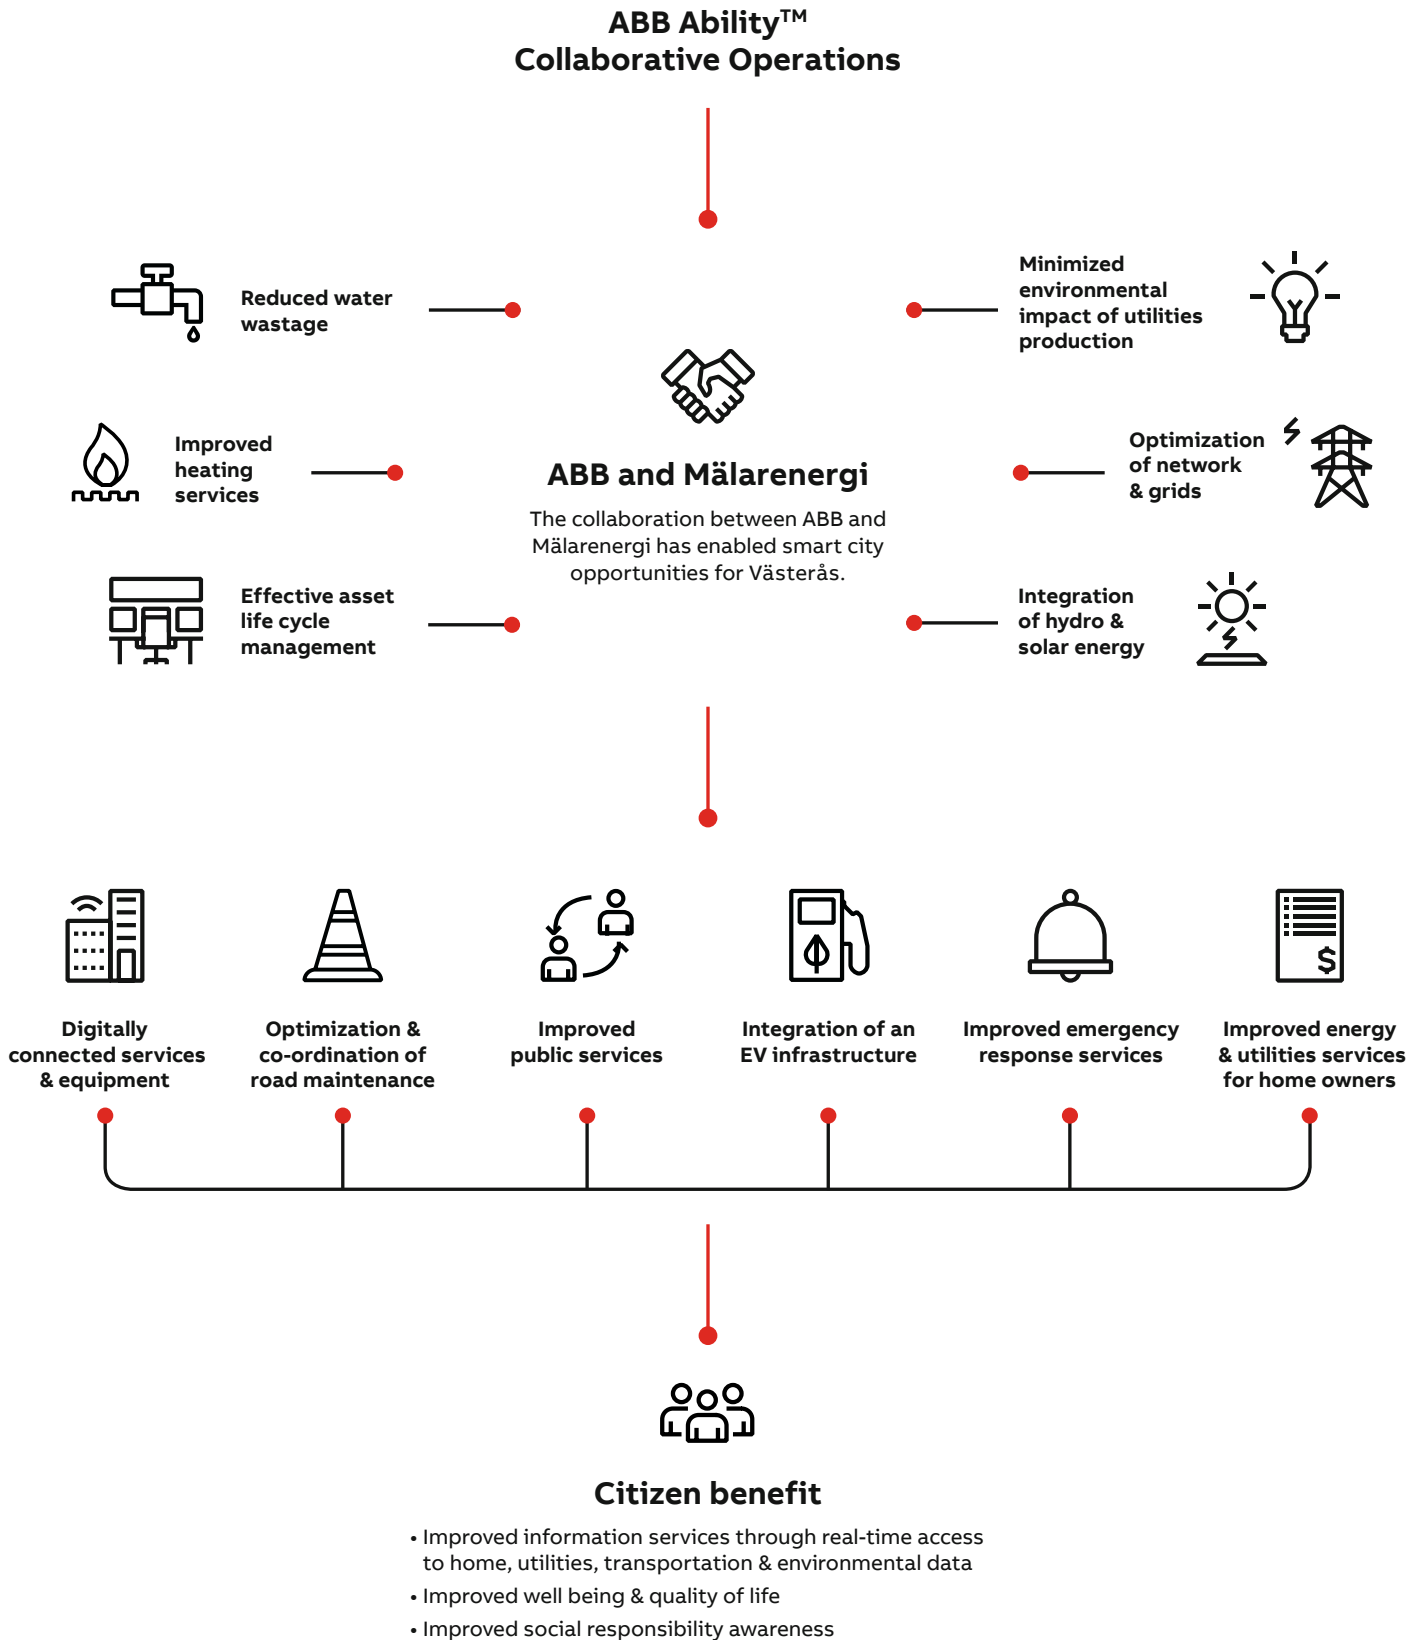 ABB Ability™
Collaborative Operations
Reduced water
wastage
Improved
heating
services
Effective asset
life cycle
management
ABB and Mälarenergi
The collaboration between ABB and
Mälarenergi has enabled smart city
opportunities for Västerås.
Minimized
environmental
impact of utilities
production
Optimization
of network
& grids
Integration
of hydro &
solar energy
Digitally
connected services
& equipment
Optimization &
co-ordination of
road maintenance
Improved
public services
Integration of an
EV infrastructure
Improved emergency
response services
$
Improved energy
& utilities services
for home owners
Citizen benefit
• Improved information services through real-time access
to home, utilities, transportation & environmental data
• Improved well being & quality of life
• Improved social responsibility awareness